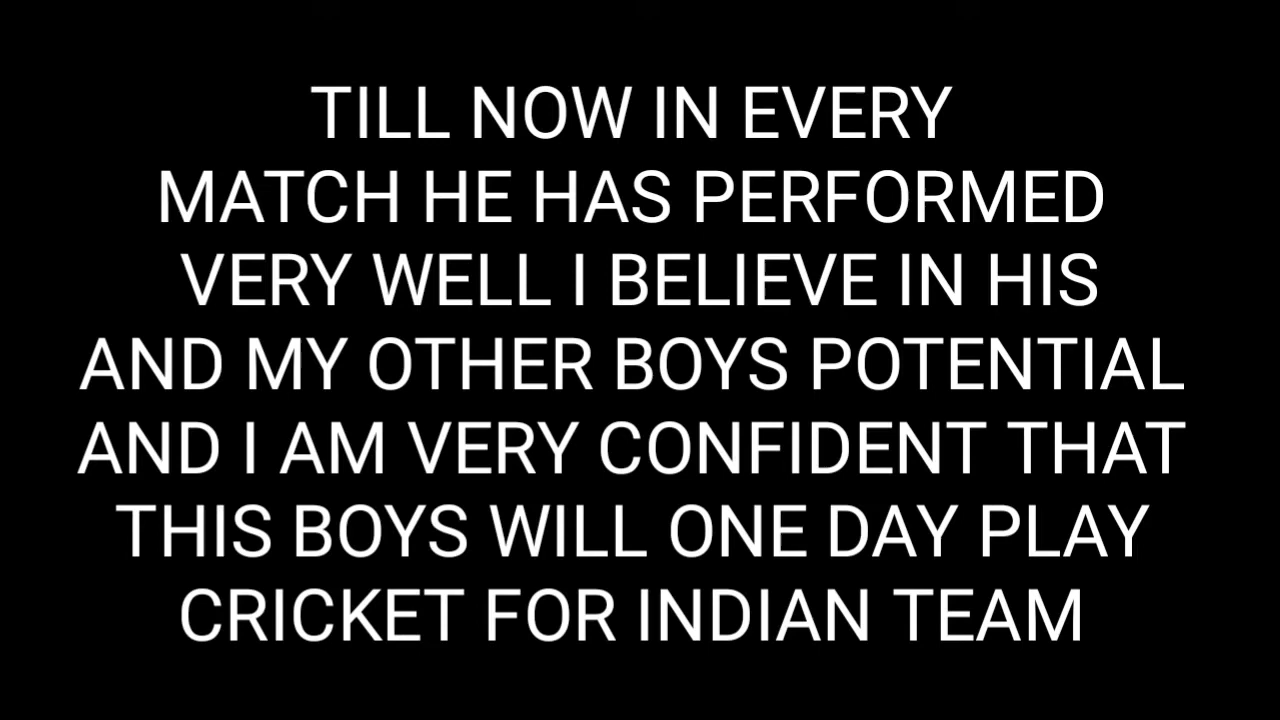 TILL NOW IN EVERY
MATCH HE HAS PERFORMED
VERY WELL I BELIEVE IN HIS
AND MY OTHER BOYS POTENTIAL
AND I AM VERY CONFIDENT THAT
THIS BOYS WILL ONE DAY PLAY
CRICKET FOR INDIAN TEAM